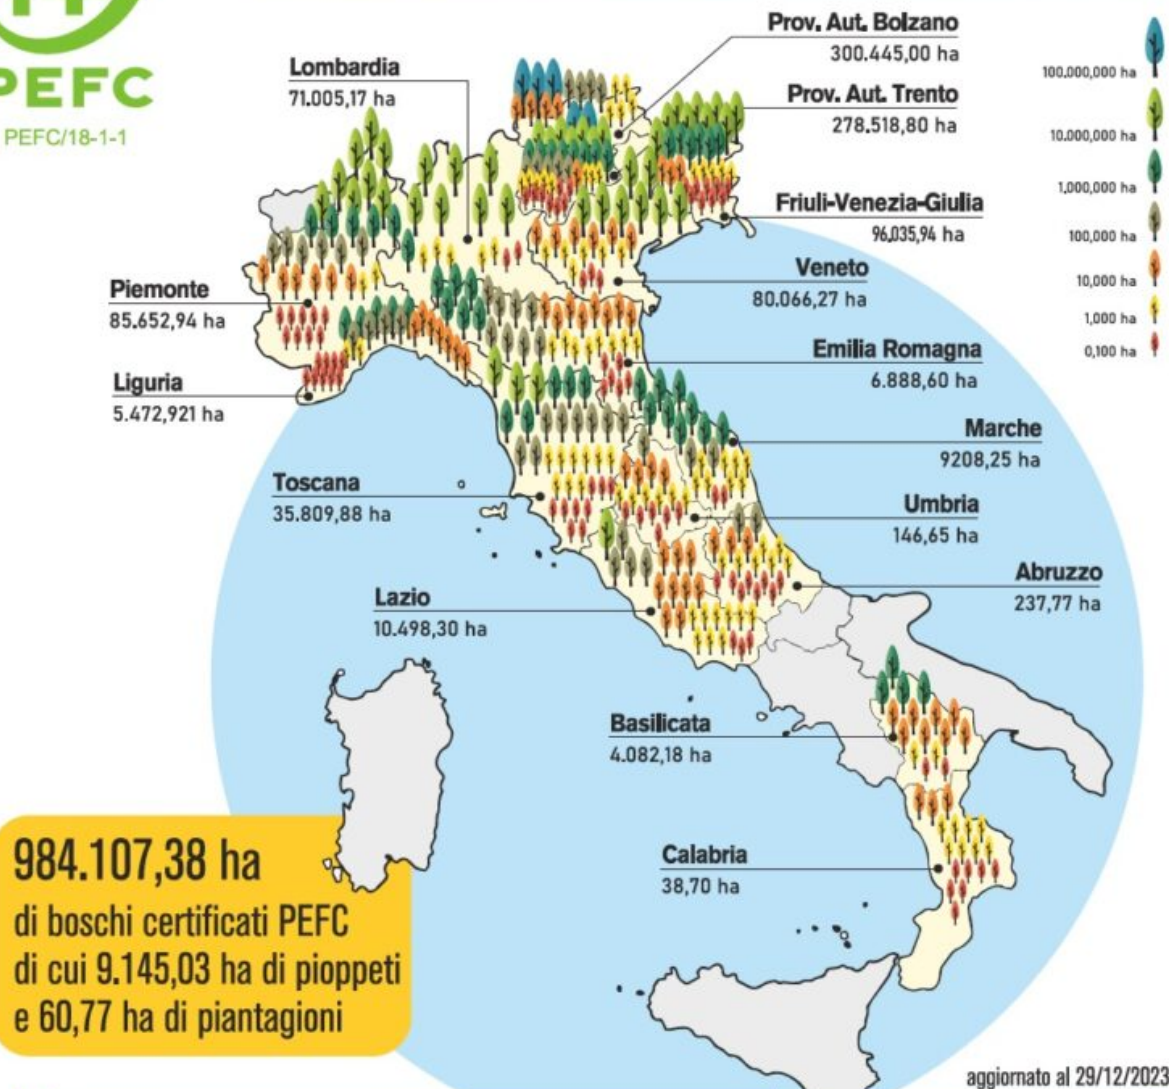 PEFC
PEFC/18-1-1
Lombardia
71.005,17 ha
Prov. Aut. Bolzano
300.445,00 ha
Prov. Aut. Trento
278.518,80 ha
Friuli-Venezia-Giulia
96.035,94 ha
Veneto
80.066,27 ha
Piemonte
85.652,94 ha
Liguria
5.472,921 ha
Emilia Romagna
6.888,60 ha
Marche
9208,25 ha
Toscana
35.809,88 ha
Umbria
146,65 ha
Abruzzo
237,77 ha
Lazio
10.498,30 ha
Basilicata
4.082,18 ha
Calabria
38,70 ha
100.000,000 ha
10.000,000 ha
1.000,000 ha
100,000 ha
10,000 ha
1,000 ha
0,100 ha
984.107,38 ha
di boschi certificati PEFC
di cui 9.145,03 ha di pioppeti
e 60,77 ha di piantagioni
aggiornato al 29/12/2023